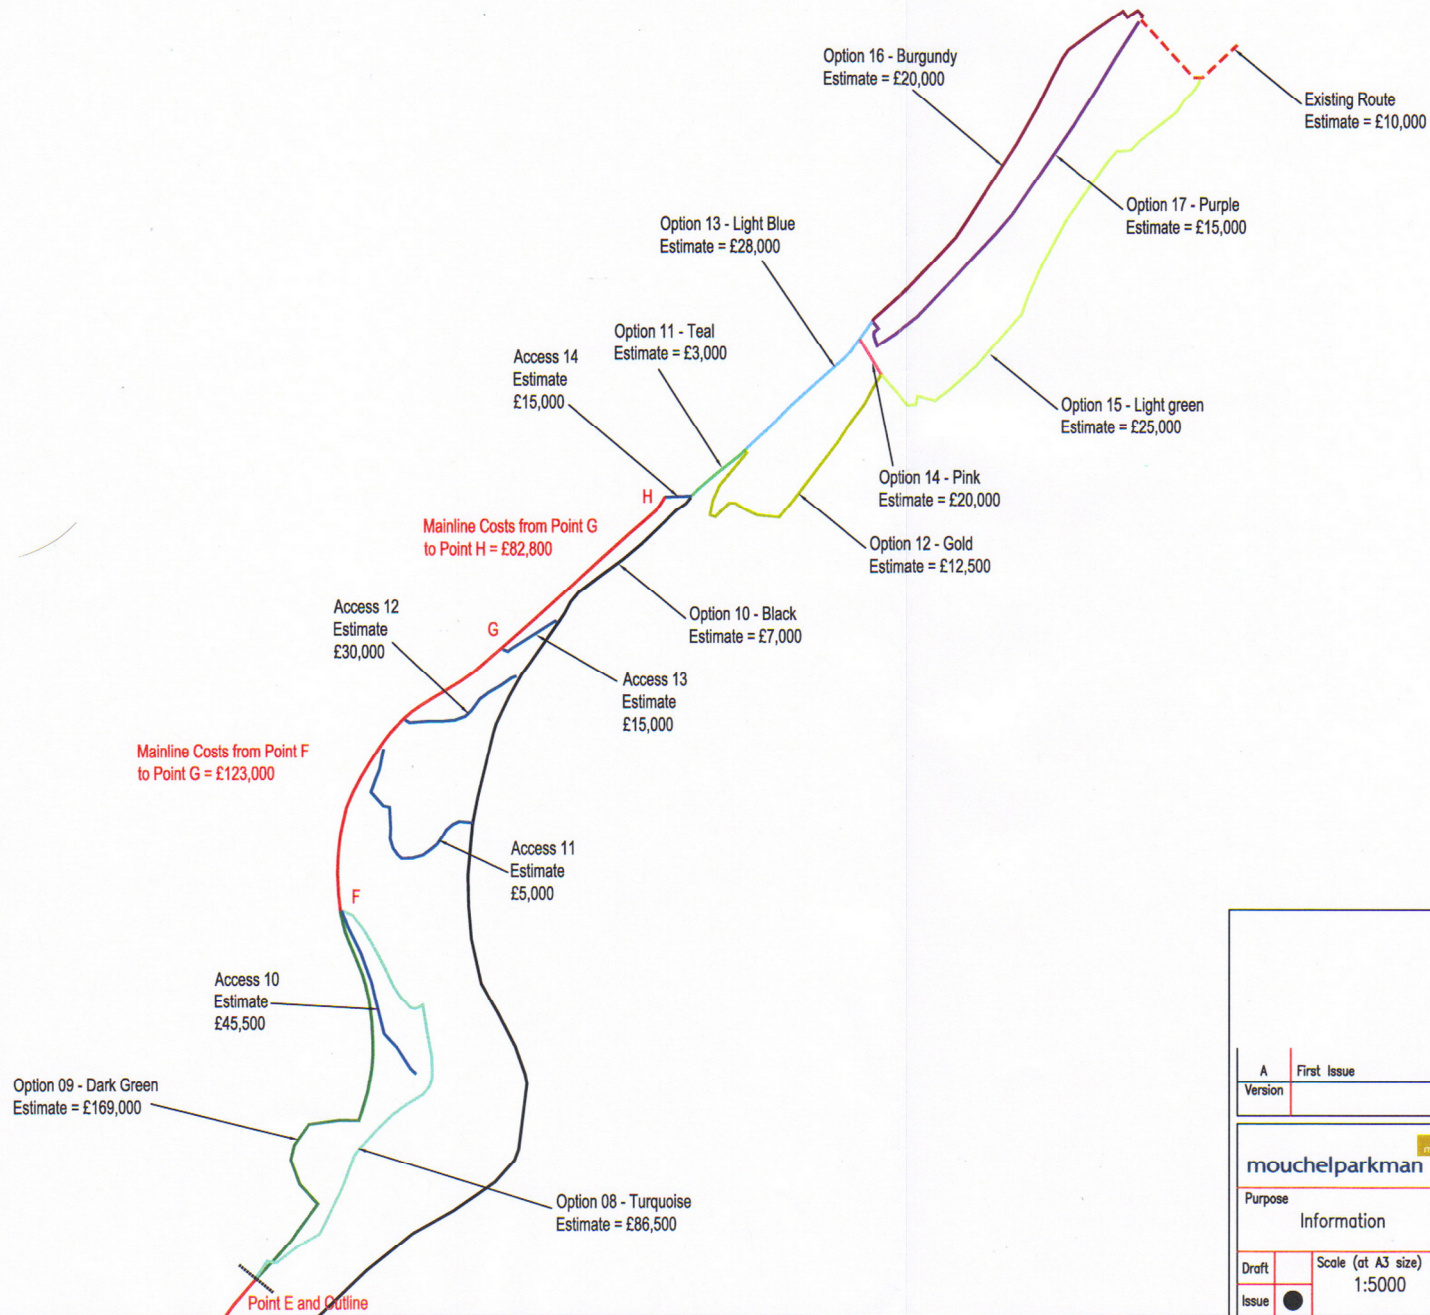 Option 16 - Burgundy
Estimate = £20,000
Existing Route
Estimate = £10,000
Option 17 - Purple
Estimate = £15,000
Option 13 - Light Blue
Estimate = £28,000
Option 11 - Teal
Estimate = £3,000
Access 14
Estimate
£15,000
Option 15 - Light green
Estimate = £25,000
Option 14 - Pink
Estimate = £20,000
H
Mainline Costs from Point G
to Point H = £82,800
Option 12 - Gold
Estimate = £12,500
Access 12
Estimate
£30,000
G
Option 10 - Black
Estimate = £7,000
Access 13
Estimate
£15,000
Mainline Costs from Point F
to Point G = £123,000
Access 11
Estimate
£5,000
F
Access 10
Estimate
£45,500
Option 09 - Dark Green
Estimate = £169,000
Option 08 - Turquoise
Estimate = £86,500
Point E and Outline
A First Issue
Version
mouchelparkman
Purpose
Information
Draft
Scale (at A3 size)
1:5000
Issue